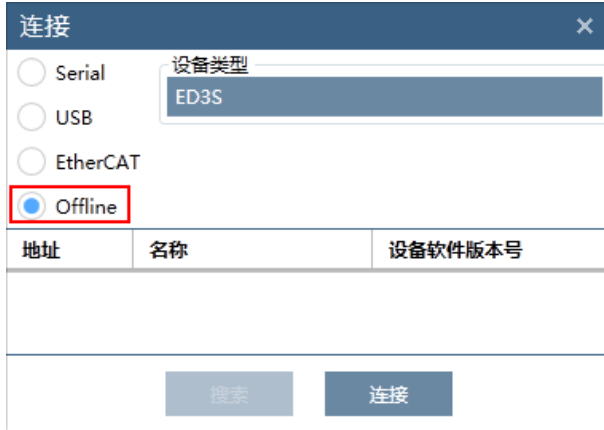 连接
Serial
设备类型
ED3S
USB
EtherCAT
Offline
地址 名称 设备软件版本号
搜索 连接